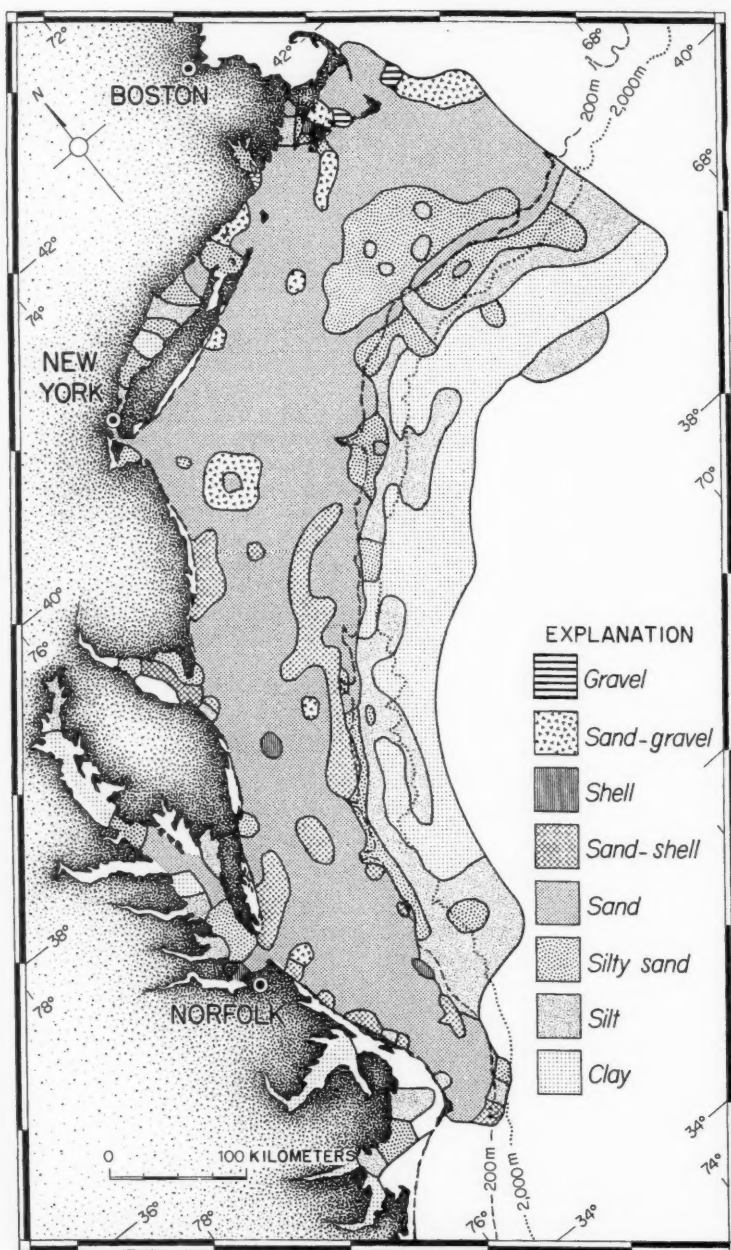 72°
42°
68°
40°
200m
2,000m
BOSTON
N
68°
42°
74°
NEW
YORK
38°
70°
40°
76°
EXPLANATION
Gravel
Sand-gravel
Shell
Sand-shell
Sand
Silty sand
Silt
Clay
38°
78°
NORFOLK
0 100 KILOMETERS
34°
74°
200m
2,000m
36°
78°
76°
34°